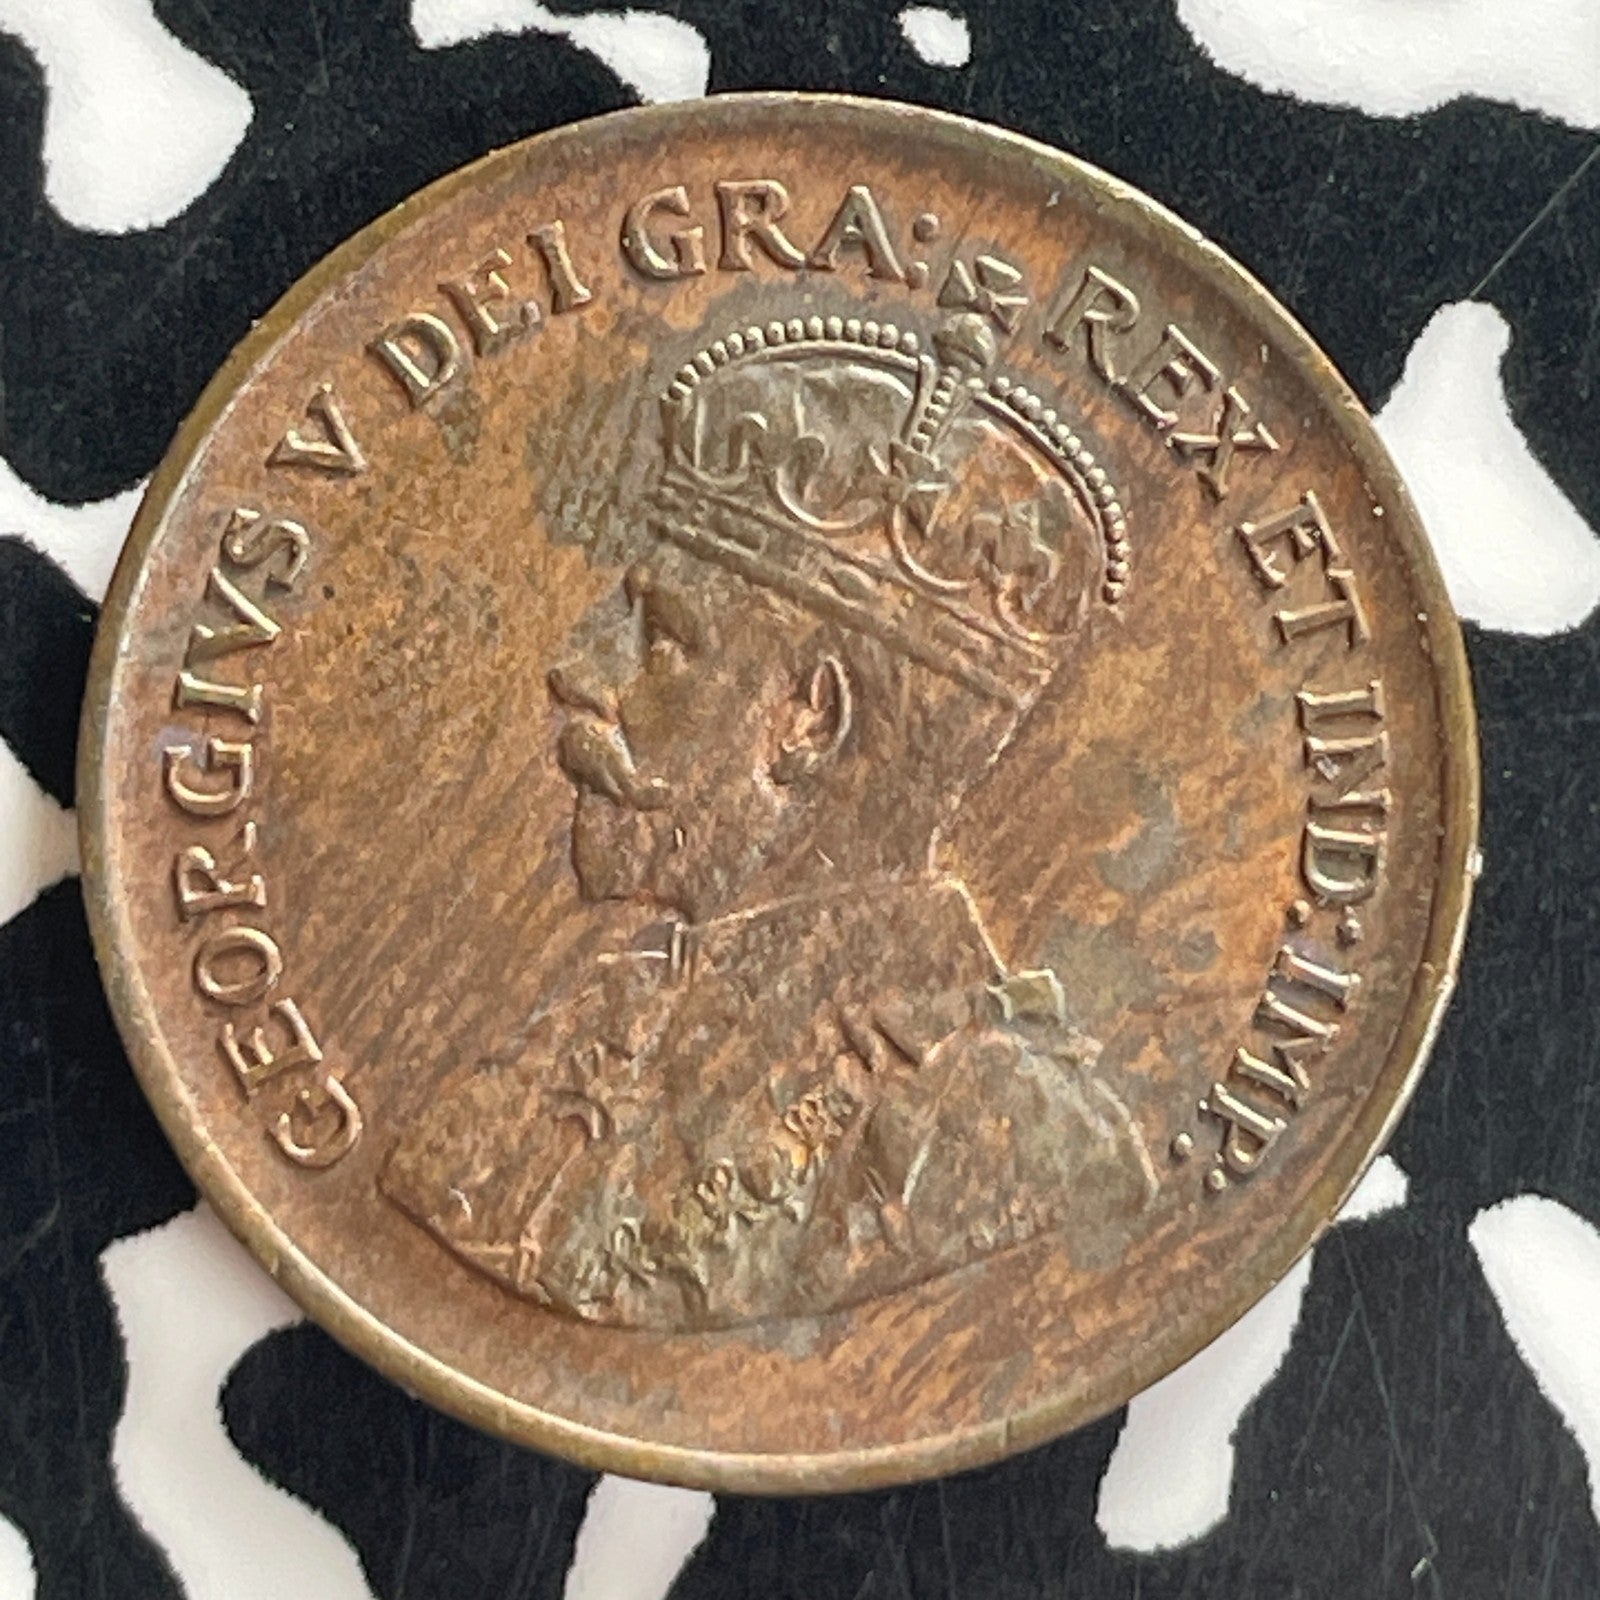 GEORGIVS V DEI GRA: REX ET IND: IMP: